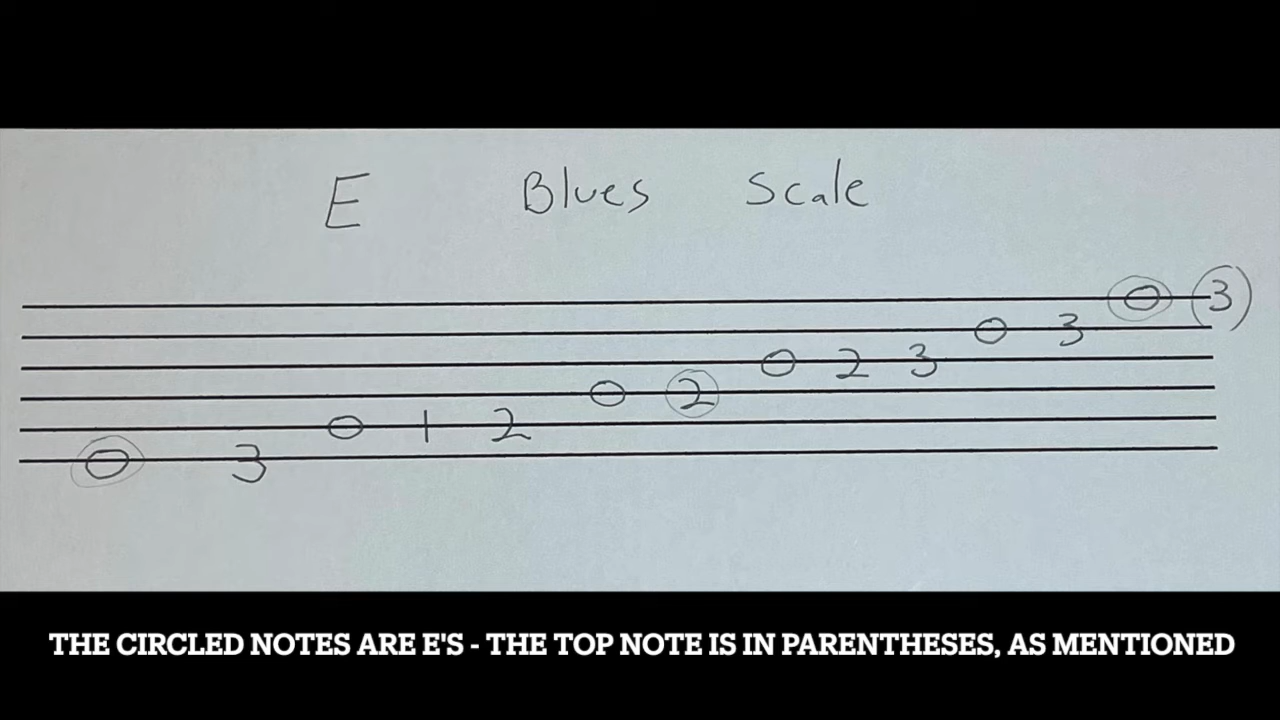 E Blues Scale
0 (3)
0 3
0 2 3
0 2
0 1 2
0 3
THE CIRCLED NOTES ARE E'S - THE TOP NOTE IS IN PARENTHESES, AS MENTIONED